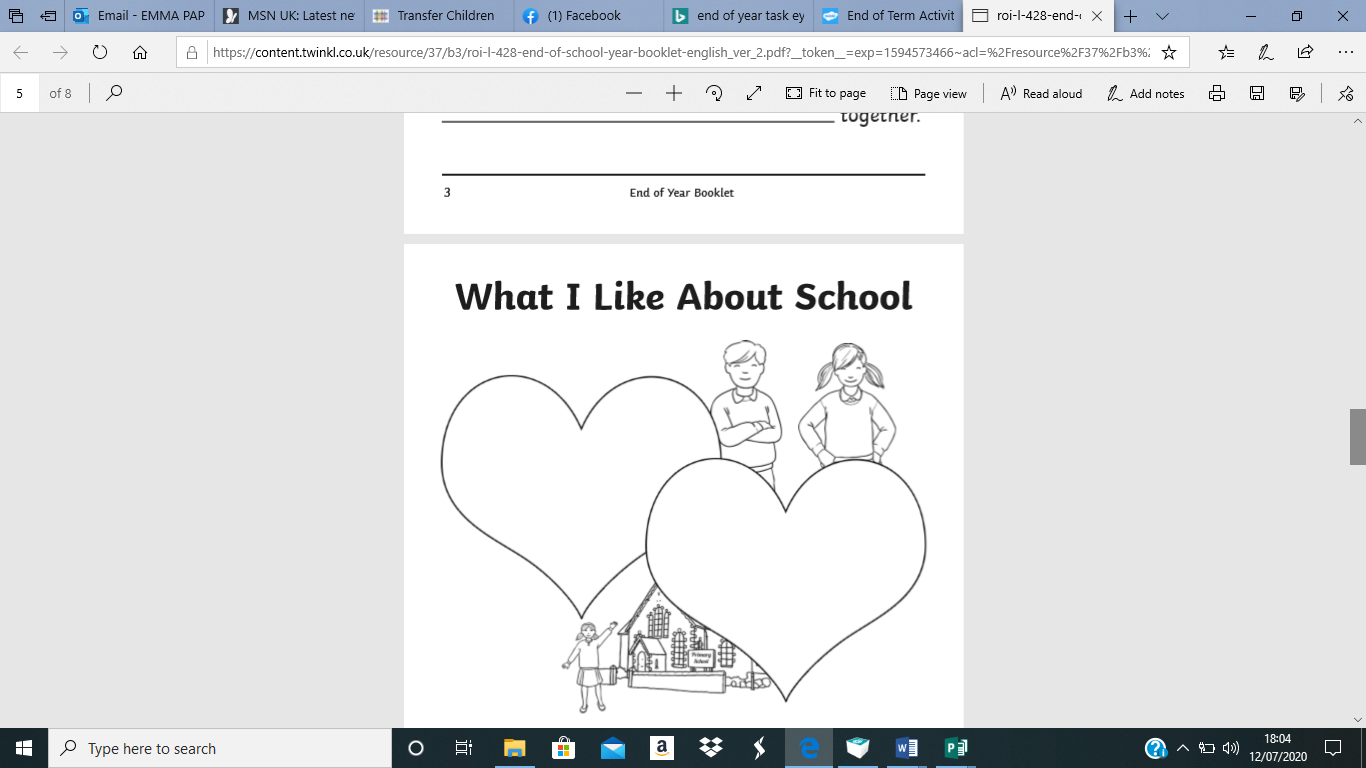 Email - EMMA PAP
MSN UK: Latest ne
Transfer Children
(1) Facebook
end of year task ey
End of Term Activit
roi-l-428-end-
https://content.twinkl.co.uk/resource/37/b3/roi-l-428-end-of-school-year-booklet-english_ver_2.pdf?__token__=exp=1594573466~acl=%2Fresource%2F37%2Fb3%2
5 of 8
Fit to page
Page view
Read aloud
Add notes
together.
3
End of Year Booklet
What I Like About School
Primary
School
Type here to search
18:04
12/07/2020